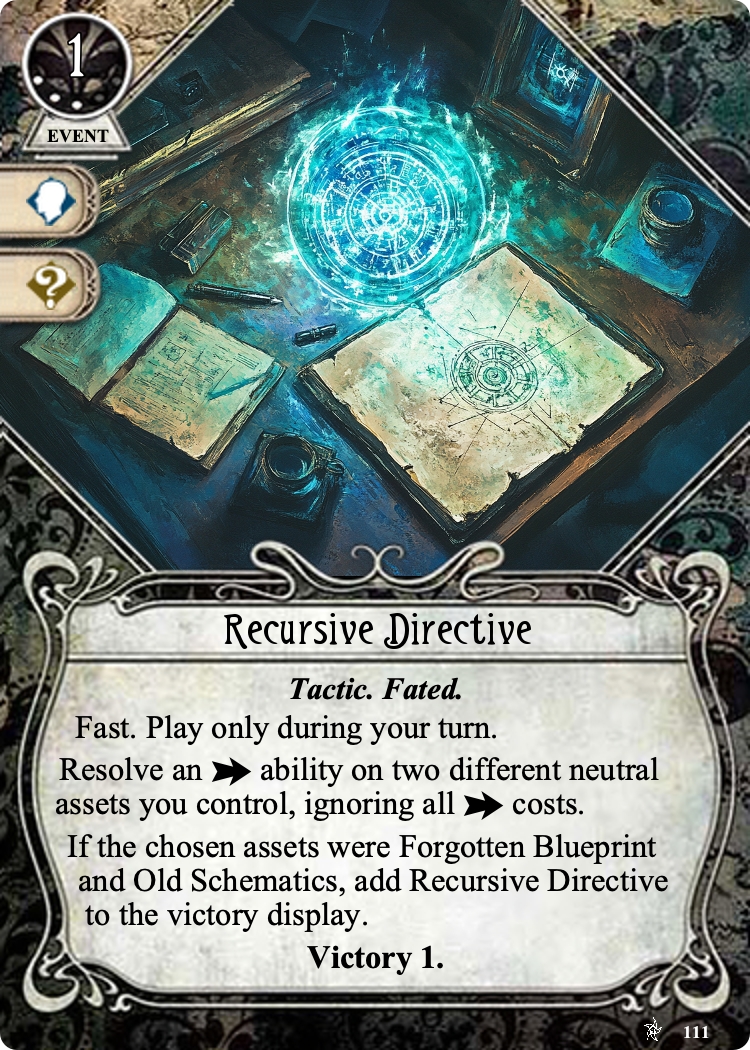 1
EVENT
Recursive Directive
Tactic. Fated.
Fast. Play only during your turn.
Resolve an ability on two different neutral
assets you control, ignoring all costs.
If the chosen assets were Forgotten Blueprint
and Old Schematics, add Recursive Directive
to the victory display.
Victory 1.
111